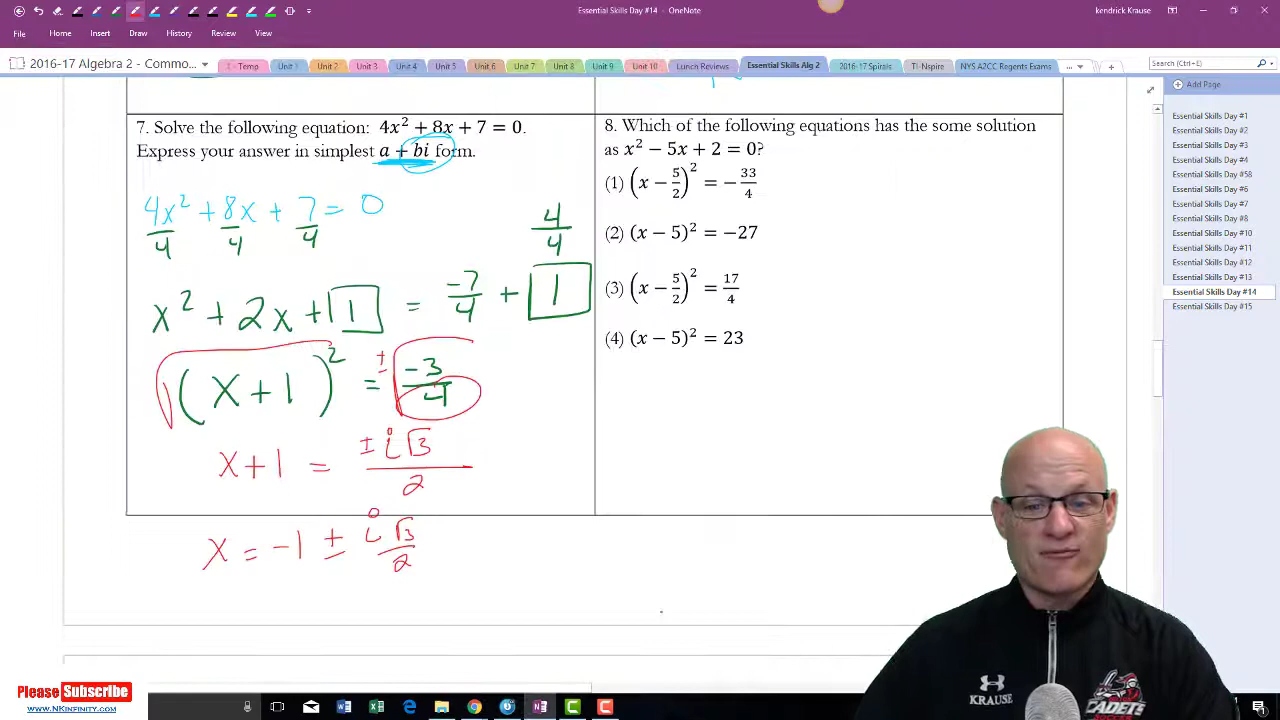 Essential Skills Day #14 - OneNote
kendrick Krause
File Home Insert Draw History Review View
2016-17 Algebra 2 - Commo...
X - Temp Unit 1 Unit 2 Unit 3 Unit 4 Unit 5 Unit 6 Unit 7 Unit 8 Unit 9 Unit 10 Lunch Reviews Essential Skills Alg 2 2016-17 Spirals TI-Nspire NYS A2CC Regents Exams ...
Search (Ctrl+E)
Add Page
Essential Skills Day #1
Essential Skills Day #2
Essential Skills Day #3
Essential Skills Day #4
Essential Skills Day #58
Essential Skills Day #6
Essential Skills Day #7
Essential Skills Day #8
Essential Skills Day #9
Essential Skills Day #10
Essential Skills Day #11
Essential Skills Day #12
Essential Skills Day #13
Essential Skills Day #14
Essential Skills Day #15
7. Solve the following equation: 4x² + 8x + 7 = 0.
Express your answer in simplest a + bi form.
4x²/4 + 8x/4 + 7/4 = 0
4/4
x² + 2x + 1 = -7/4 + 1
√(x+1)² = ±√-3/4
x+1 = ±i√3/2
x = -1 ± i√3/2
8. Which of the following equations has the some solution
as x² − 5x + 2 = 0?
(1) (x − 5/2)² = −33/4
(2) (x − 5)² = −27
(3) (x − 5/2)² = 17/4
(4) (x − 5)² = 23
KRAUSE
CADETS
Please Subscribe
www.NKinfinity.com